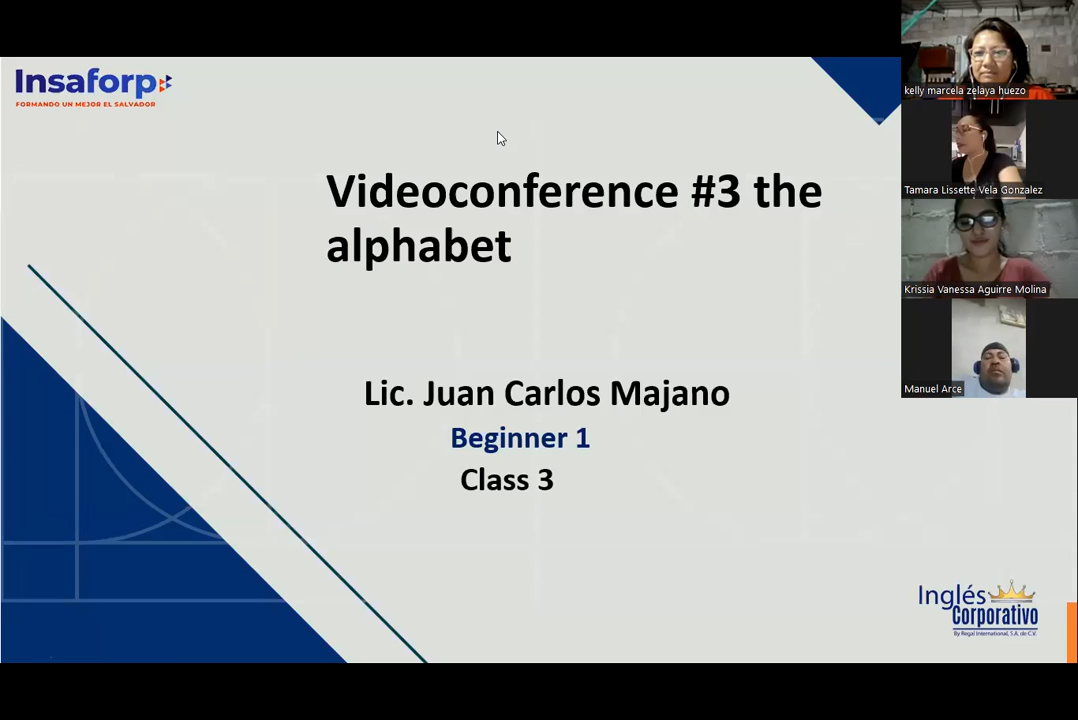 Insaforp
FORMANDO UN MEJOR EL SALVADOR
Videoconference #3 the
alphabet
Lic. Juan Carlos Majano
Beginner 1
Class 3
Inglés
Corporativo
By Regal International, S.A. de C.V.
kelly marcela zelaya huezo
Tamara Lissette Vela Gonzalez
Krissia Vanessa Aguirre Molina
Manuel Arce